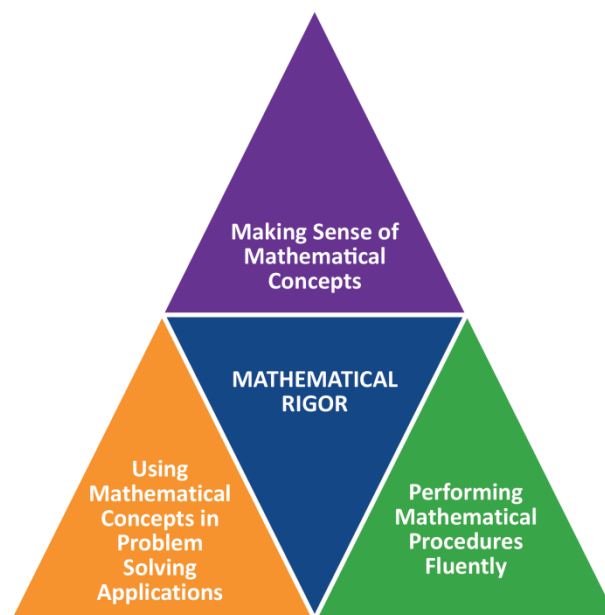 Making Sense of
Mathematical
Concepts
MATHEMATICAL
RIGOR
Using
Mathematical
Concepts in
Problem
Solving
Applications
Performing
Mathematical
Procedures
Fluently